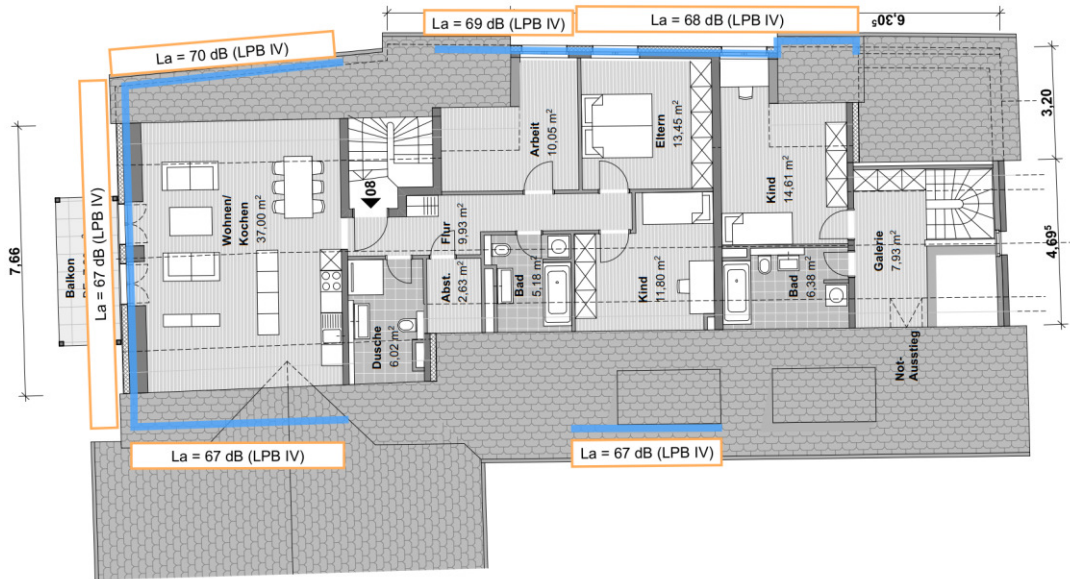 La = 69 dB (LPB IV)
La = 68 dB (LPB IV)
6,30⁵
La = 70 dB (LPB IV)
3,20
7,66
La = 67 dB (LPB IV)
Balkon
Wohnen/
Kochen
37,00 m²
08
Arbeit
10,05 m²
Eltern
13,45 m²
Kind
14,61 m²
Flur
9,93 m²
Abst.
2,63 m²
Bad
5,18 m²
Kind
11,80 m²
Bad
6,38 m²
Galerie
7,93 m²
4,69⁵
Dusche
6,02 m²
Not-
Ausstieg
La = 67 dB (LPB IV)
La = 67 dB (LPB IV)